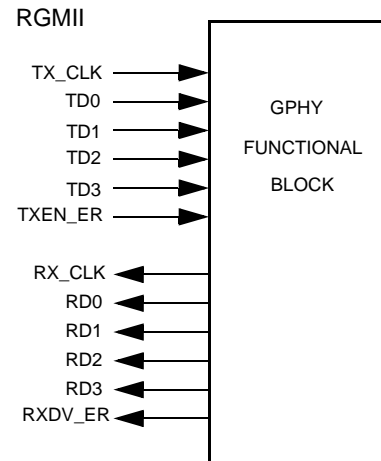 RGMII
TX_CLK
TD0
TD1
TD2
TD3
TXEN_ER
RX_CLK
RD0
RD1
RD2
RD3
RXDV_ER
GPHY
FUNCTIONAL
BLOCK